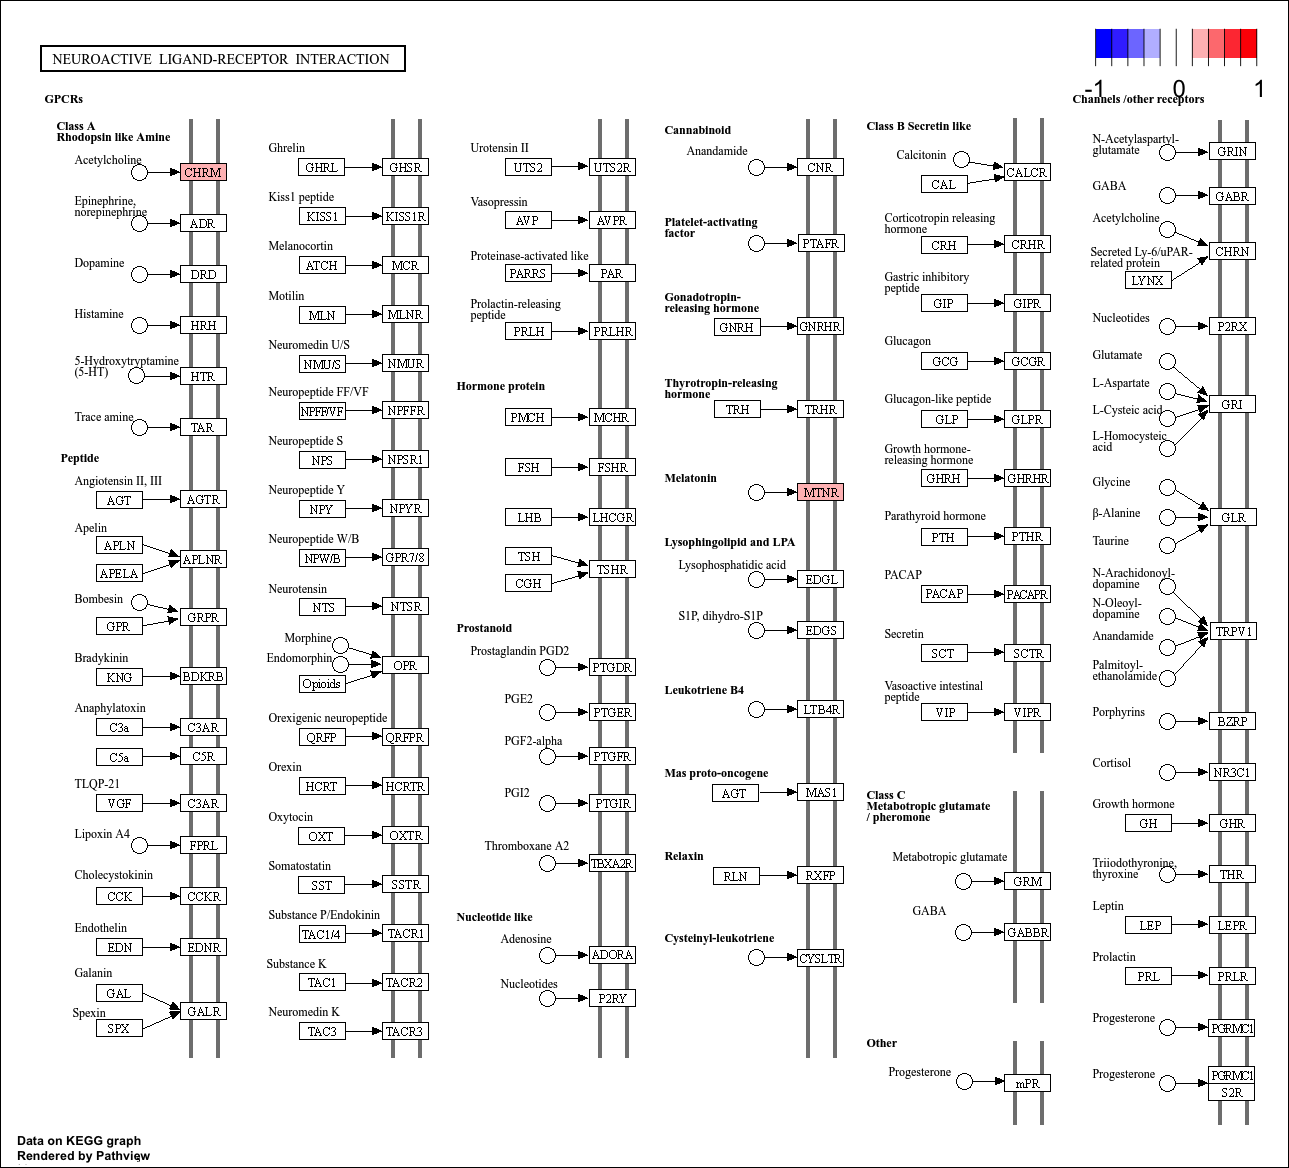 NEUROACTIVE LIGAND-RECEPTOR INTERACTION
-1 0 1
GPCRs
Class A
Rhodopsin like Amine
Acetylcholine
CHRM
Epinephrine,
norepinephrine
ADR
Dopamine
DRD
Histamine
HRH
5-Hydroxytryptamine
(5-HT)
HTR
Trace amine
TAR
Peptide
Angiotensin II, III
AGT AGTR
Apelin
APLN
APLNR
APELA
Bombesin
GRPR
GPR
Bradykinin
KNG BDKRB
Anaphylatoxin
C3a C3AR
C5a C5R
TLQP-21
VGF C3AR
Lipoxin A4
FPRL
Cholecystokinin
CCK CCKR
Endothelin
EDN EDNR
Galanin
GAL
GALR
Spexin
SPX
Ghrelin
GHRL GHSR
Kiss1 peptide
KISS1 KISS1R
Melanocortin
ATCH MCR
Motilin
MLN MLNR
Neuromedin U/S
NMU/S NMUR
Neuropeptide FF/VF
NPFF/VF NPFFR
Neuropeptide S
NPS NPSR1
Neuropeptide Y
NPY NPYR
Neuropeptide W/B
NPW/B GPR7/8
Neurotensin
NTS NTSR
Morphine
Endomorphin
OPR
Opioids
Orexigenic neuropeptide
QRFP QRFPR
Orexin
HCRT HCRTR
Oxytocin
OXT OXTR
Somatostatin
SST SSTR
Substance P/Endokinin
TAC1/4 TACR1
Substance K
TAC1 TACR2
Neuromedin K
TAC3 TACR3
Urotensin II
UTS2 UTS2R
Vasopressin
AVP AVPR
Proteinase-activated like
PARRS PAR
Prolactin-releasing
peptide
PRLH PRLHR
Hormone protein
PMCH MCHR
FSH FSHR
LHB LHCGR
TSH
TSHR
CGH
Prostanoid
Prostaglandin PGD2
PTGDR
PGE2
PTGER
PGF2-alpha
PTGFR
PGI2
PTGIR
Thromboxane A2
TBXA2R
Nucleotide like
Adenosine
ADORA
Nucleotides
P2RY
Cannabinoid
Anandamide
CNR
Platelet-activating
factor
PTAFR
Gonadotropin-
releasing hormone
GNRH GNRHR
Thyrotropin-releasing
hormone
TRH TRHR
Melatonin
MTNR
Lysophingolipid and LPA
Lysophosphatidic acid
EDGL
S1P, dihydro-S1P
EDGS
Leukotriene B4
LTB4R
Mas proto-oncogene
AGT MAS1
Relaxin
RLN RXFP
Cysteinyl-leukotriene
CYSLTR
Class B Secretin like
Calcitonin
CALCR
CAL
Corticotropin releasing
hormone
CRH CRHR
Gastric inhibitory
peptide
GIP GIPR
Glucagon
GCG GCGR
Glucagon-like peptide
GLP GLPR
Growth hormone-
releasing hormone
GHRH GHRHR
Parathyroid hormone
PTH PTHR
PACAP
PACAP PACAPR
Secretin
SCT SCTR
Vasoactive intestinal
peptide
VIP VIPR
Class C
Metabotropic glutamate
/ pheromone
Metabotropic glutamate
GRM
GABA
GABBR
Other
Progesterone
mPR
Channels /other receptors
N-Acetylaspartyl-
glutamate
GRIN
GABA
GABR
Acetylcholine
CHRN
Secreted Ly-6/uPAR-
related protein
LYNX
Nucleotides
P2RX
Glutamate
L-Aspartate
GRI
L-Cysteic acid
L-Homocysteic
acid
Glycine
β-Alanine
GLR
Taurine
N-Arachidonoyl-
dopamine
N-Oleoyl-
dopamine
TRPV1
Anandamide
Palmitoyl-
ethanolamide
Porphyrins
BZRP
Cortisol
NR3C1
Growth hormone
GH GHR
Triiodothyronine,
thyroxine
THR
Leptin
LEP LEPR
Prolactin
PRL PRLR
Progesterone
PGRMC1
Progesterone
PGRMC1
S2R
Data on KEGG graph
Rendered by Pathview